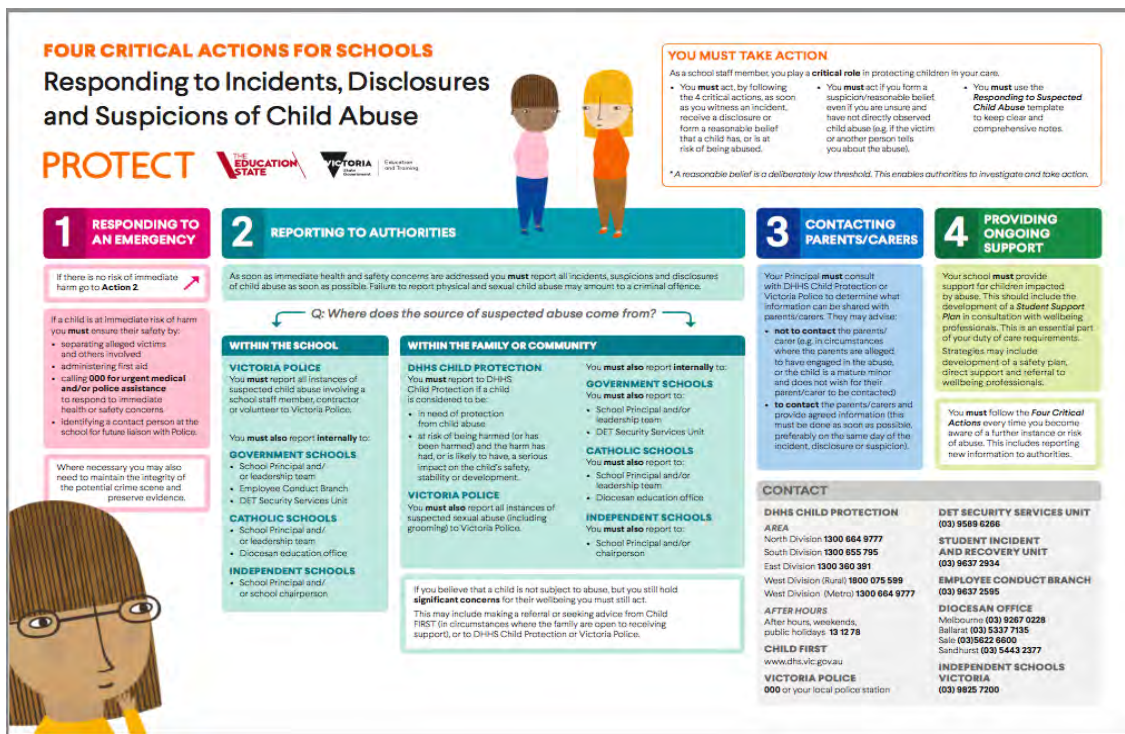 FOUR CRITICAL ACTIONS FOR SCHOOLS
Responding to Incidents, Disclosures
and Suspicions of Child Abuse
PROTECT
THE
EDUCATION
STATE
VICTORIA
State
Government
Education
and Training
YOU MUST TAKE ACTION
As a school staff member, you play a critical role in protecting children in your care.
• You must act, by following
the 4 critical actions, as soon
as you witness an incident,
receive a disclosure or
form a reasonable belief
that a child has, or is at
risk of being abused.
• You must act if you form a
suspicion/reasonable belief,
even if you are unsure and
have not directly observed
child abuse (e.g. if the victim
or another person tells
you about the abuse).
• You must use the
Responding to Suspected
Child Abuse template
to keep clear and
comprehensive notes.
* A reasonable belief is a deliberately low threshold. This enables authorities to investigate and take action.
1 RESPONDING TO
AN EMERGENCY
If there is no risk of immediate
harm go to Action 2.
If a child is at immediate risk of harm
you must ensure their safety by:
• separating alleged victims
and others involved
• administering first aid
• calling 000 for urgent medical
and/or police assistance
to respond to immediate
health or safety concerns
• identifying a contact person at the
school for future liaison with Police.
Where necessary you may also
need to maintain the integrity of
the potential crime scene and
preserve evidence.
2 REPORTING TO AUTHORITIES
As soon as immediate health and safety concerns are addressed you must report all incidents, suspicions and disclosures
of child abuse as soon as possible. Failure to report physical and sexual child abuse may amount to a criminal offence.
Q: Where does the source of suspected abuse come from?
WITHIN THE SCHOOL
VICTORIA POLICE
You must report all instances of
suspected child abuse involving a
school staff member, contractor
or volunteer to Victoria Police.
You must also report internally to:
GOVERNMENT SCHOOLS
• School Principal and/
or leadership team
• Employee Conduct Branch
• DET Security Services Unit
CATHOLIC SCHOOLS
• School Principal and/
or leadership team
• Diocesan education office
INDEPENDENT SCHOOLS
• School Principal and/
or school chairperson
WITHIN THE FAMILY OR COMMUNITY
DHHS CHILD PROTECTION
You must report to DHHS
Child Protection if a child
is considered to be:
• in need of protection
from child abuse
• at risk of being harmed (or has
been harmed) and the harm has
had, or is likely to have, a serious
impact on the child's safety,
stability or development.
VICTORIA POLICE
You must also report all instances of
suspected sexual abuse (including
grooming) to Victoria Police.
You must also report internally to:
GOVERNMENT SCHOOLS
You must also report to:
• School Principal and/or
leadership team
• DET Security Services Unit
CATHOLIC SCHOOLS
You must also report to:
• School Principal and/or
leadership team
• Diocesan education office
INDEPENDENT SCHOOLS
You must also report to:
• School Principal and/or
chairperson
If you believe that a child is not subject to abuse, but you still hold
significant concerns for their wellbeing you must still act.
This may include making a referral or seeking advice from Child
FIRST (in circumstances where the family are open to receiving
support), or to DHHS Child Protection or Victoria Police.
3 CONTACTING
PARENTS/CARERS
Your Principal must consult
with DHHS Child Protection or
Victoria Police to determine what
information can be shared with
parents/carers. They may advise:
• not to contact the parents/
carer (e.g. in circumstances
where the parents are alleged
to have engaged in the abuse,
or the child is a mature minor
and does not wish for their
parent/carer to be contacted)
• to contact the parents/carers and
provide agreed information (this
must be done as soon as possible,
preferably on the same day of the
incident, disclosure or suspicion).
4 PROVIDING
ONGOING
SUPPORT
Your school must provide
support for children impacted
by abuse. This should include the
development of a Student Support
Plan in consultation with wellbeing
professionals. This is an essential part
of your duty of care requirements.
Strategies may include
development of a safety plan,
direct support and referral to
wellbeing professionals.
You must follow the Four Critical
Actions every time you become
aware of a further instance or risk
of abuse. This includes reporting
new information to authorities.
CONTACT
DHHS CHILD PROTECTION
AREA
North Division 1300 664 9777
South Division 1300 655 795
East Division 1300 360 391
West Division (Rural) 1800 075 599
West Division (Metro) 1300 664 9777
AFTER HOURS
After hours, weekends,
public holidays 13 12 78
CHILD FIRST
www.dhs.vic.gov.au
VICTORIA POLICE
000 or your local police station
DET SECURITY SERVICES UNIT
(03) 9589 6266
STUDENT INCIDENT
AND RECOVERY UNIT
(03) 9637 2934
EMPLOYEE CONDUCT BRANCH
(03) 9637 2595
DIOCESAN OFFICE
Melbourne (03) 9267 0228
Ballarat (03) 5337 7135
Sale (03)5622 6600
Sandhurst (03) 5443 2377
INDEPENDENT SCHOOLS
VICTORIA
(03) 9825 7200